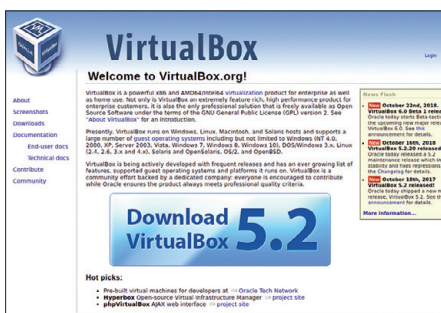 VirtualBox
Login
Welcome to VirtualBox.org!
About
Screenshots
Downloads
Documentation
End-user docs
Technical docs
Contribute
Community
VirtualBox is a powerful x86 and AMD64/Intel64 virtualization product for enterprise as well
as home use. Not only is VirtualBox an extremely feature rich, high performance product for
enterprise customers, it is also the only professional solution that is freely available as Open
Source Software under the terms of the GNU General Public License (GPL) version 2. See
"About VirtualBox" for an introduction.
Presently, VirtualBox runs on Windows, Linux, Macintosh, and Solaris hosts and supports a
large number of guest operating systems including but not limited to Windows (NT 4.0,
2000, XP, Server 2003, Vista, Windows 7, Windows 8, Windows 10), DOS/Windows 3.x, Linux
(2.4, 2.6, 3.x and 4.x), Solaris and OpenSolaris, OS/2, and OpenBSD.
VirtualBox is being actively developed with frequent releases and has an ever growing list of
features, supported guest operating systems and platforms it runs on. VirtualBox is a
community effort backed by a dedicated company: everyone is encouraged to contribute
while Oracle ensures the product always meets professional quality criteria.
Download
VirtualBox 5.2
Hot picks:
Pre-built virtual machines for developers at Oracle Tech Network
Hyperbox Open-source Virtual Infrastructure Manager project site
phpVirtualBox AJAX web interface project site
News Flash
New October 22nd, 2018.
VirtualBox 6.0 Beta 1 release
Oracle today starts Beta-testing
the upcoming new major rele
VirtualBox 6.0. See the
announcement for details.
New October 16th, 2018
VirtualBox 5.2.20 released!
Oracle today released a 5.2
maintenance release which im
stability and fixes regressions.
the Changelog for details.
New October 18th, 2017
VirtualBox 5.2 released!
Oracle today shipped a new m
release, VirtualBox 5.2. See th
announcement for details.
More information...